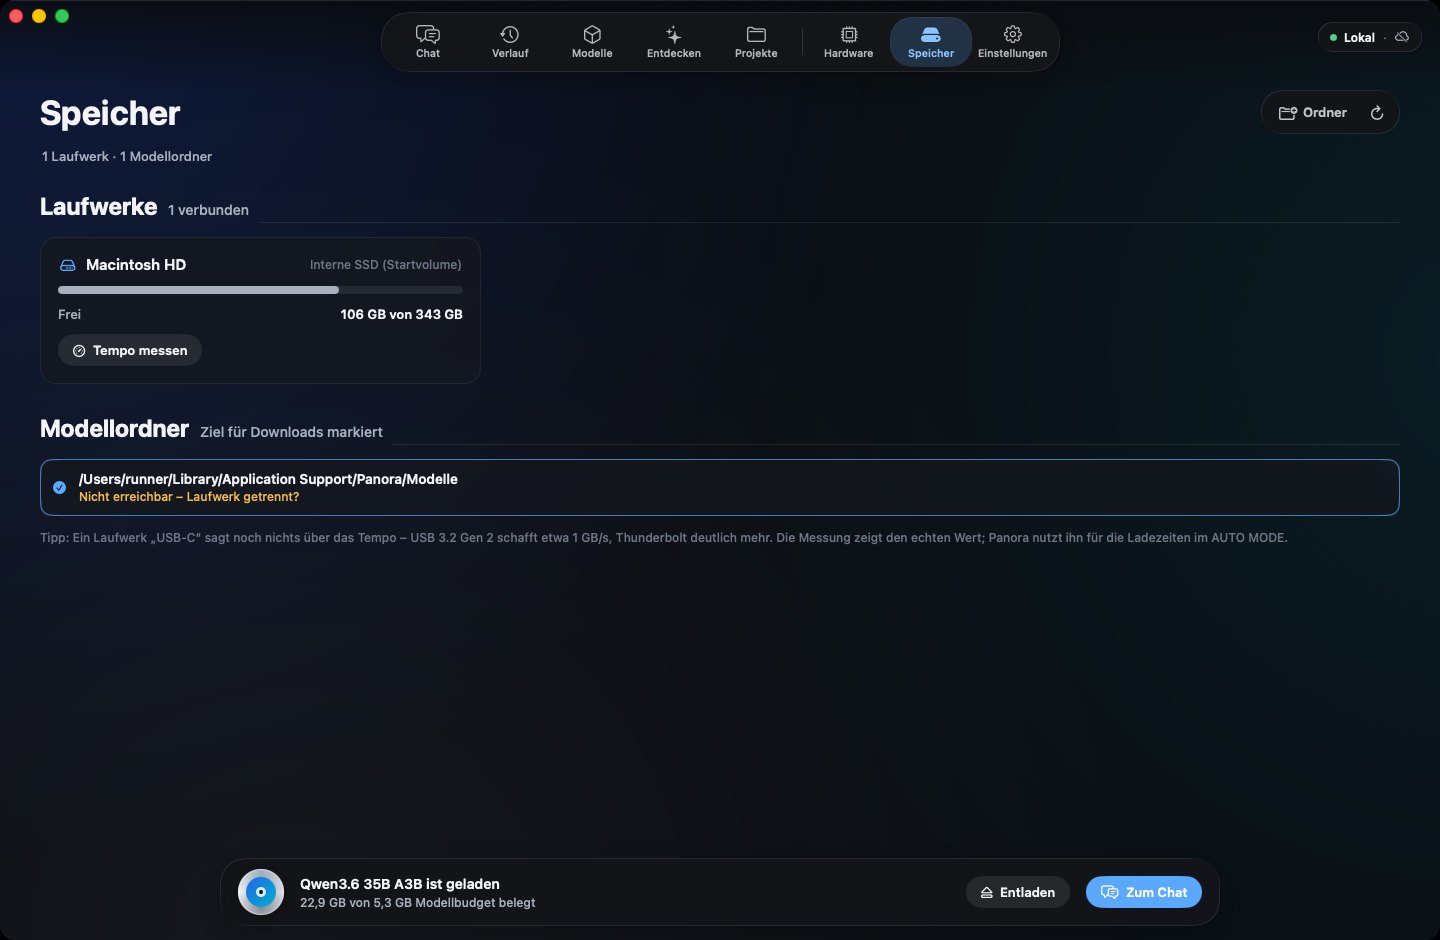 Chat
Verlauf
Modelle
Entdecken
Projekte
Hardware
Speicher
Einstellungen
Lokal ·
Speicher
Ordner
1 Laufwerk · 1 Modellordner
Laufwerke 1 verbunden
Macintosh HD Interne SSD (Startvolume)
Frei 106 GB von 343 GB
Tempo messen
Modellordner Ziel für Downloads markiert
/Users/runner/Library/Application Support/Panora/Modelle
Nicht erreichbar – Laufwerk getrennt?
Tipp: Ein Laufwerk „USB-C“ sagt noch nichts über das Tempo – USB 3.2 Gen 2 schafft etwa 1 GB/s, Thunderbolt deutlich mehr. Die Messung zeigt den echten Wert; Panora nutzt ihn für die Ladezeiten im AUTO MODE.
Qwen3.6 35B A3B ist geladen
22,9 GB von 5,3 GB Modellbudget belegt
Entladen
Zum Chat